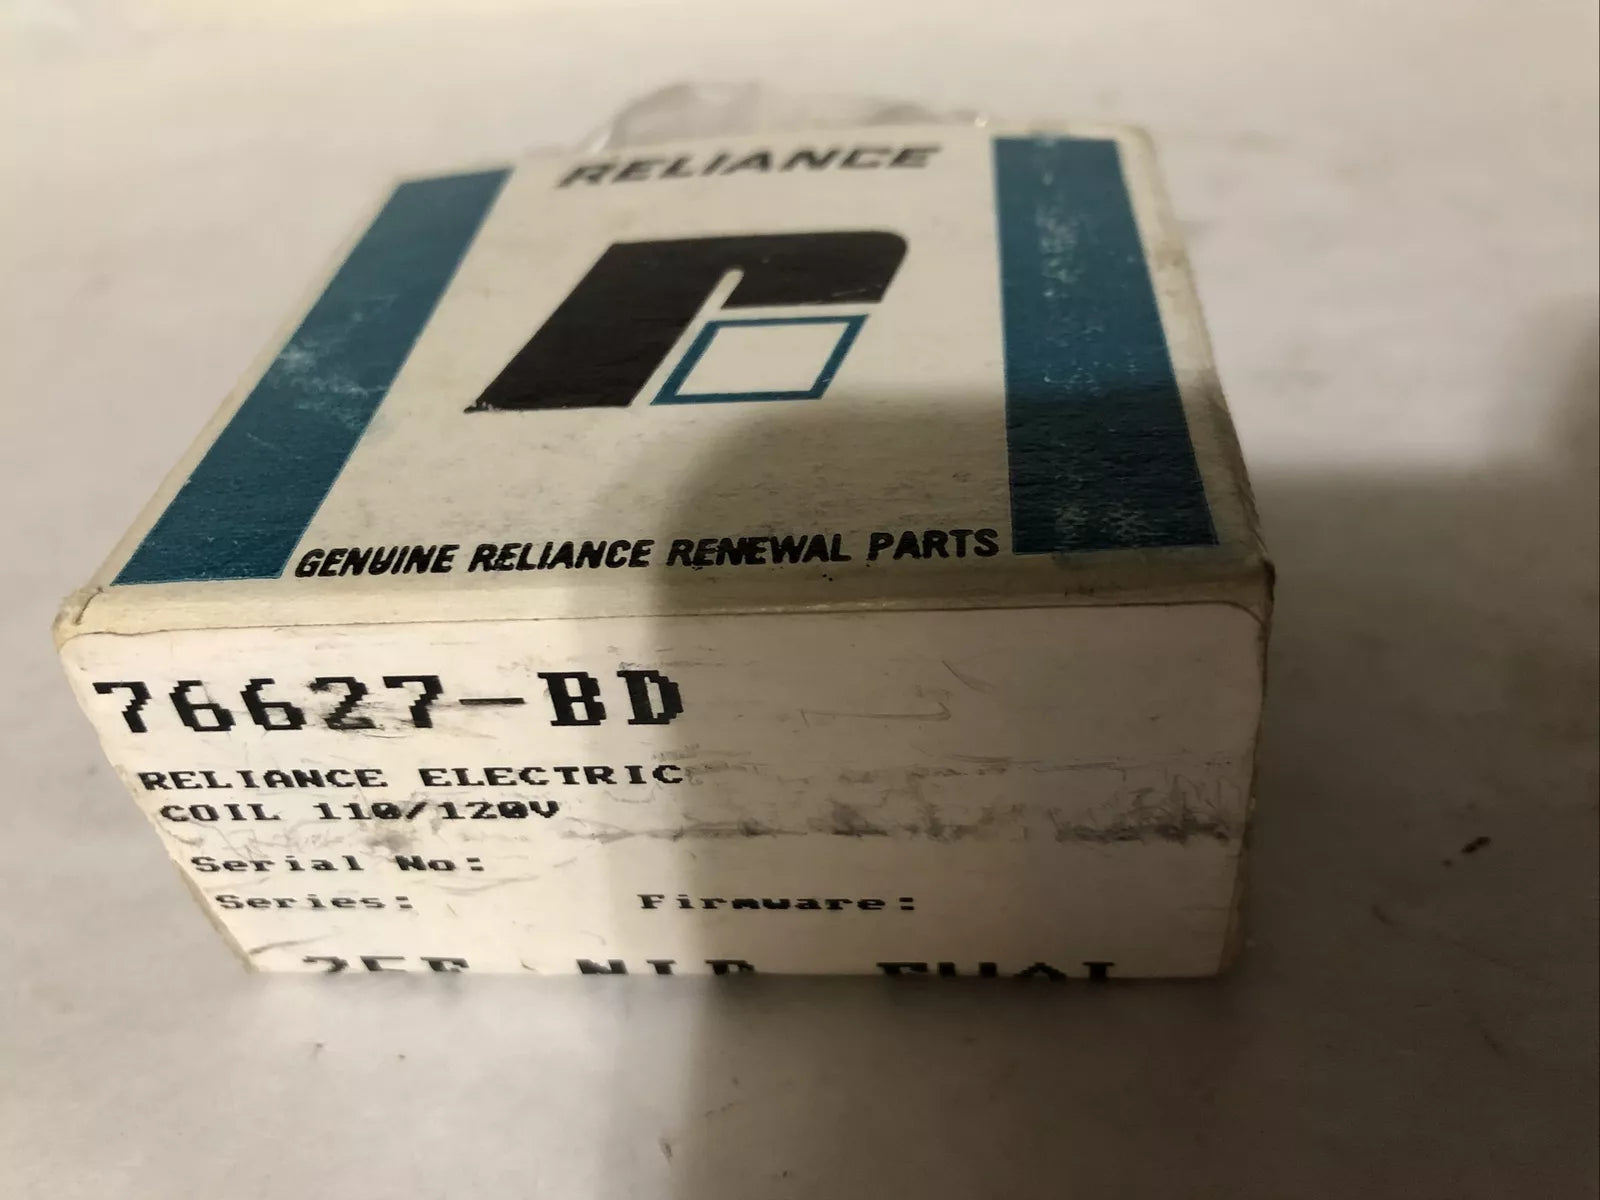 RELIANCE
GENUINE RELIANCE RENEWAL PARTS
76627-BD
RELIANCE ELECTRIC
COIL 110/120V
Serial No:
Series: Firmware: